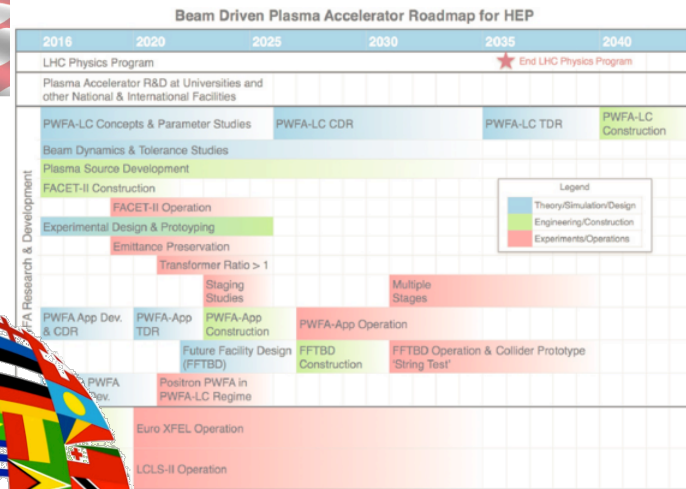 Beam Driven Plasma Accelerator Roadmap for HEP
2016 2020 2025 2030 2035 2040
LHC Physics Program
End LHC Physics Program
Plasma Accelerator R&D at Universities and
other National & International Facilities
PWFA-LC Concepts & Parameter Studies
PWFA-LC CDR
PWFA-LC TDR
PWFA-LC
Construction
Beam Dynamics & Tolerance Studies
Plasma Source Development
FACET-II Construction
FACET-II Operation
Experimental Design & Protoyping
Emittance Preservation
Transformer Ratio > 1
Staging
Studies
Multiple
Stages
PWFA App Dev.
& CDR
PWFA-App
TDR
PWFA-App
Construction
PWFA-App Operation
Future Facility Design
(FFTBD)
FFTBD
Construction
FFTBD Operation & Collider Prototype
'String Test'
PWFA
Positron PWFA in
PWFA-LC Regime
Euro XFEL Operation
LCLS-II Operation
Research & Development
Legend
Theory/Simulation/Design
Engineering/Construction
Experiments/Operations